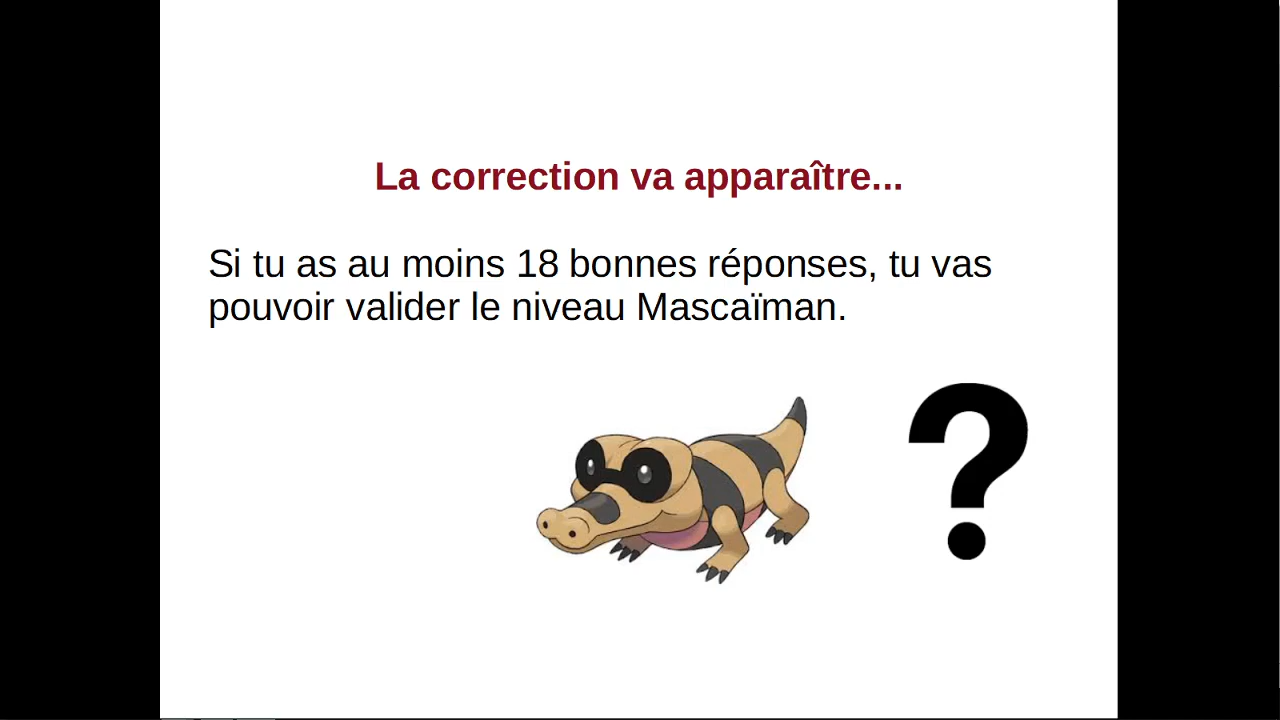 La correction va apparaître...
Si tu as au moins 18 bonnes réponses, tu vas
pouvoir valider le niveau Mascaïman.
?